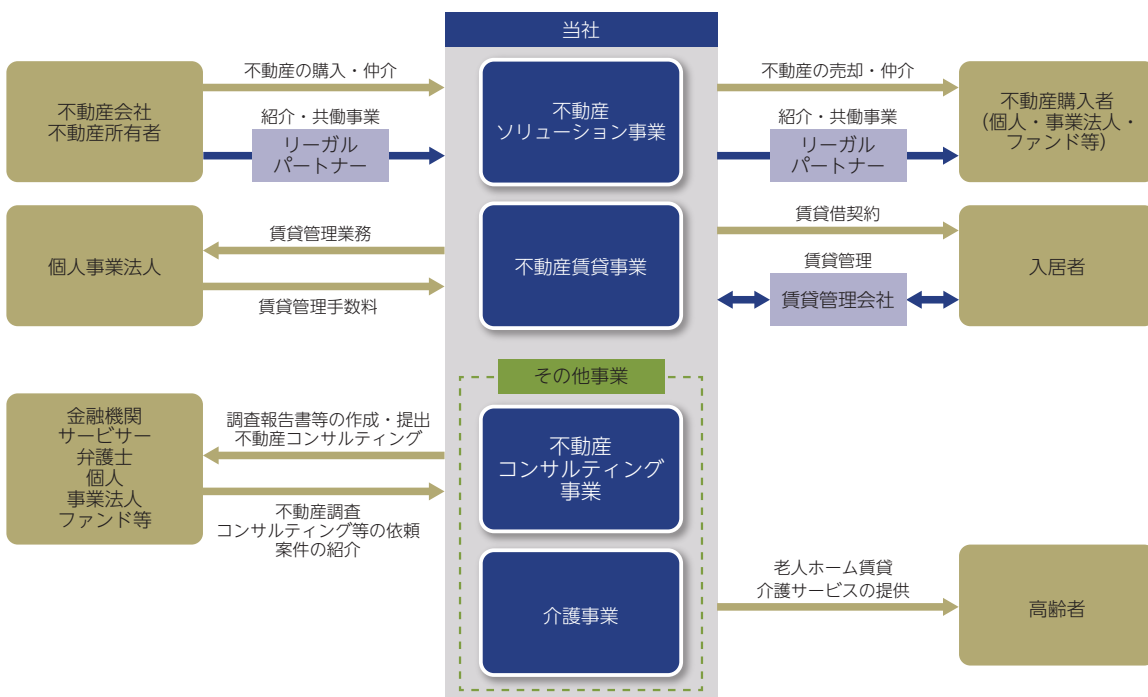 当社
不動産の購入・仲介
不動産会社
不動産所有者
紹介・共働事業
リーガル
パートナー
不動産
ソリューション事業
不動産の売却・仲介
紹介・共働事業
リーガル
パートナー
不動産購入者
(個人・事業法人・
ファンド等)
賃貸管理業務
個人事業法人
賃貸管理手数料
不動産賃貸事業
賃貸借契約
賃貸管理
賃貸管理会社
入居者
その他事業
金融機関
サービサー
弁護士
個人
事業法人
ファンド等
調査報告書等の作成・提出
不動産コンサルティング
不動産調査
コンサルティング等の依頼
案件の紹介
不動産
コンサルティング
事業
介護事業
老人ホーム賃貸
介護サービスの提供
高齢者